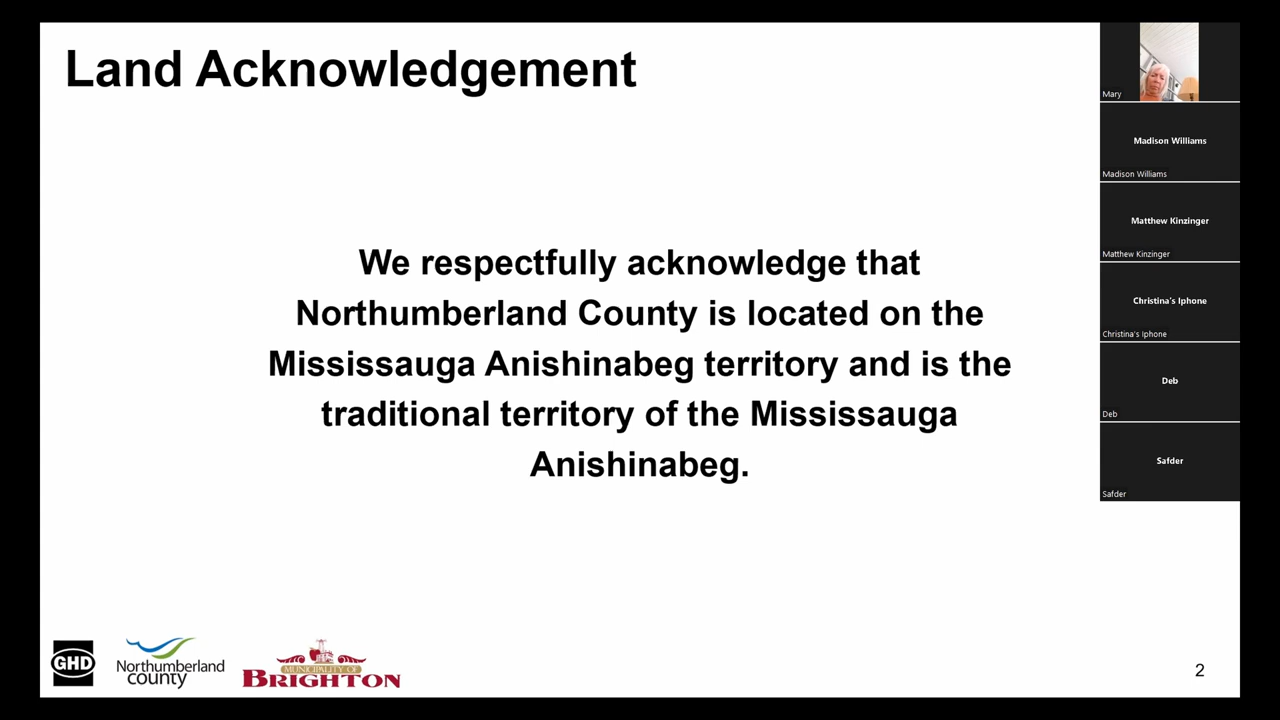 Land Acknowledgement
We respectfully acknowledge that
Northumberland County is located on the
Mississauga Anishinabeg territory and is the
traditional territory of the Mississauga
Anishinabeg.
GHD
Northumberland
county
MUNICIPALITY OF
BRIGHTON
2
Mary
Madison Williams
Madison Williams
Matthew Kinzinger
Matthew Kinzinger
Christina's Iphone
Christina's Iphone
Deb
Deb
Safder
Safder